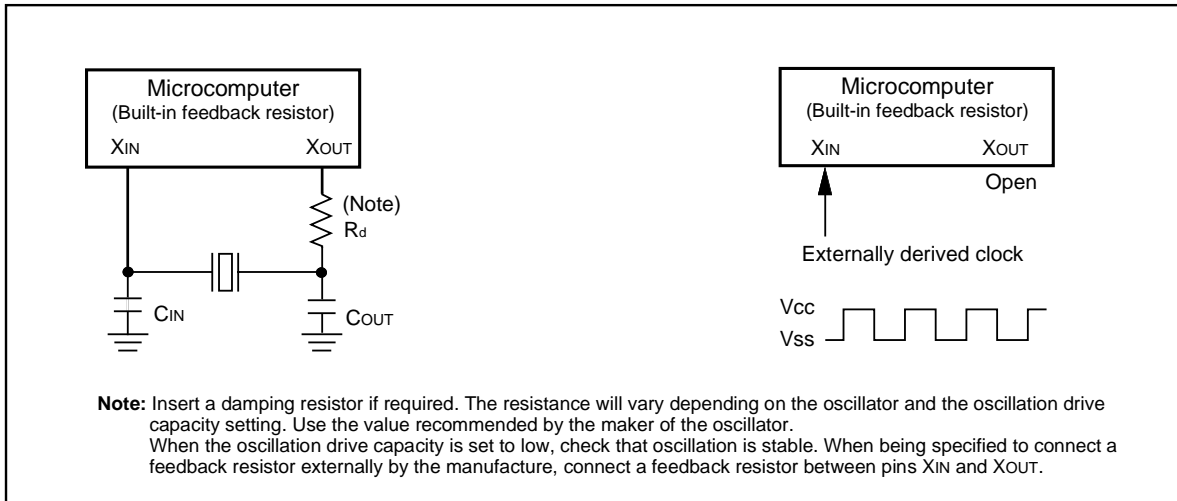 Microcomputer
(Built-in feedback resistor)
XIN XOUT
(Note)
Rd
CIN
COUT
Microcomputer
(Built-in feedback resistor)
XIN XOUT
Open
Externally derived clock
Vcc
Vss
Note: Insert a damping resistor if required. The resistance will vary depending on the oscillator and the oscillation drive
capacity setting. Use the value recommended by the maker of the oscillator.
When the oscillation drive capacity is set to low, check that oscillation is stable. When being specified to connect a
feedback resistor externally by the manufacture, connect a feedback resistor between pins XIN and XOUT.